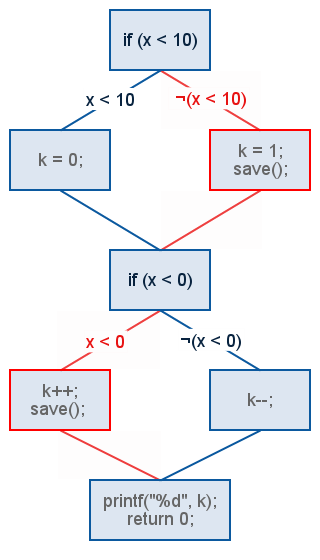 if (x < 10)
x < 10
¬(x < 10)
k = 0;
k = 1;
save();
if (x < 0)
x < 0
¬(x < 0)
k++;
save();
k--;
printf("%d", k);
return 0;